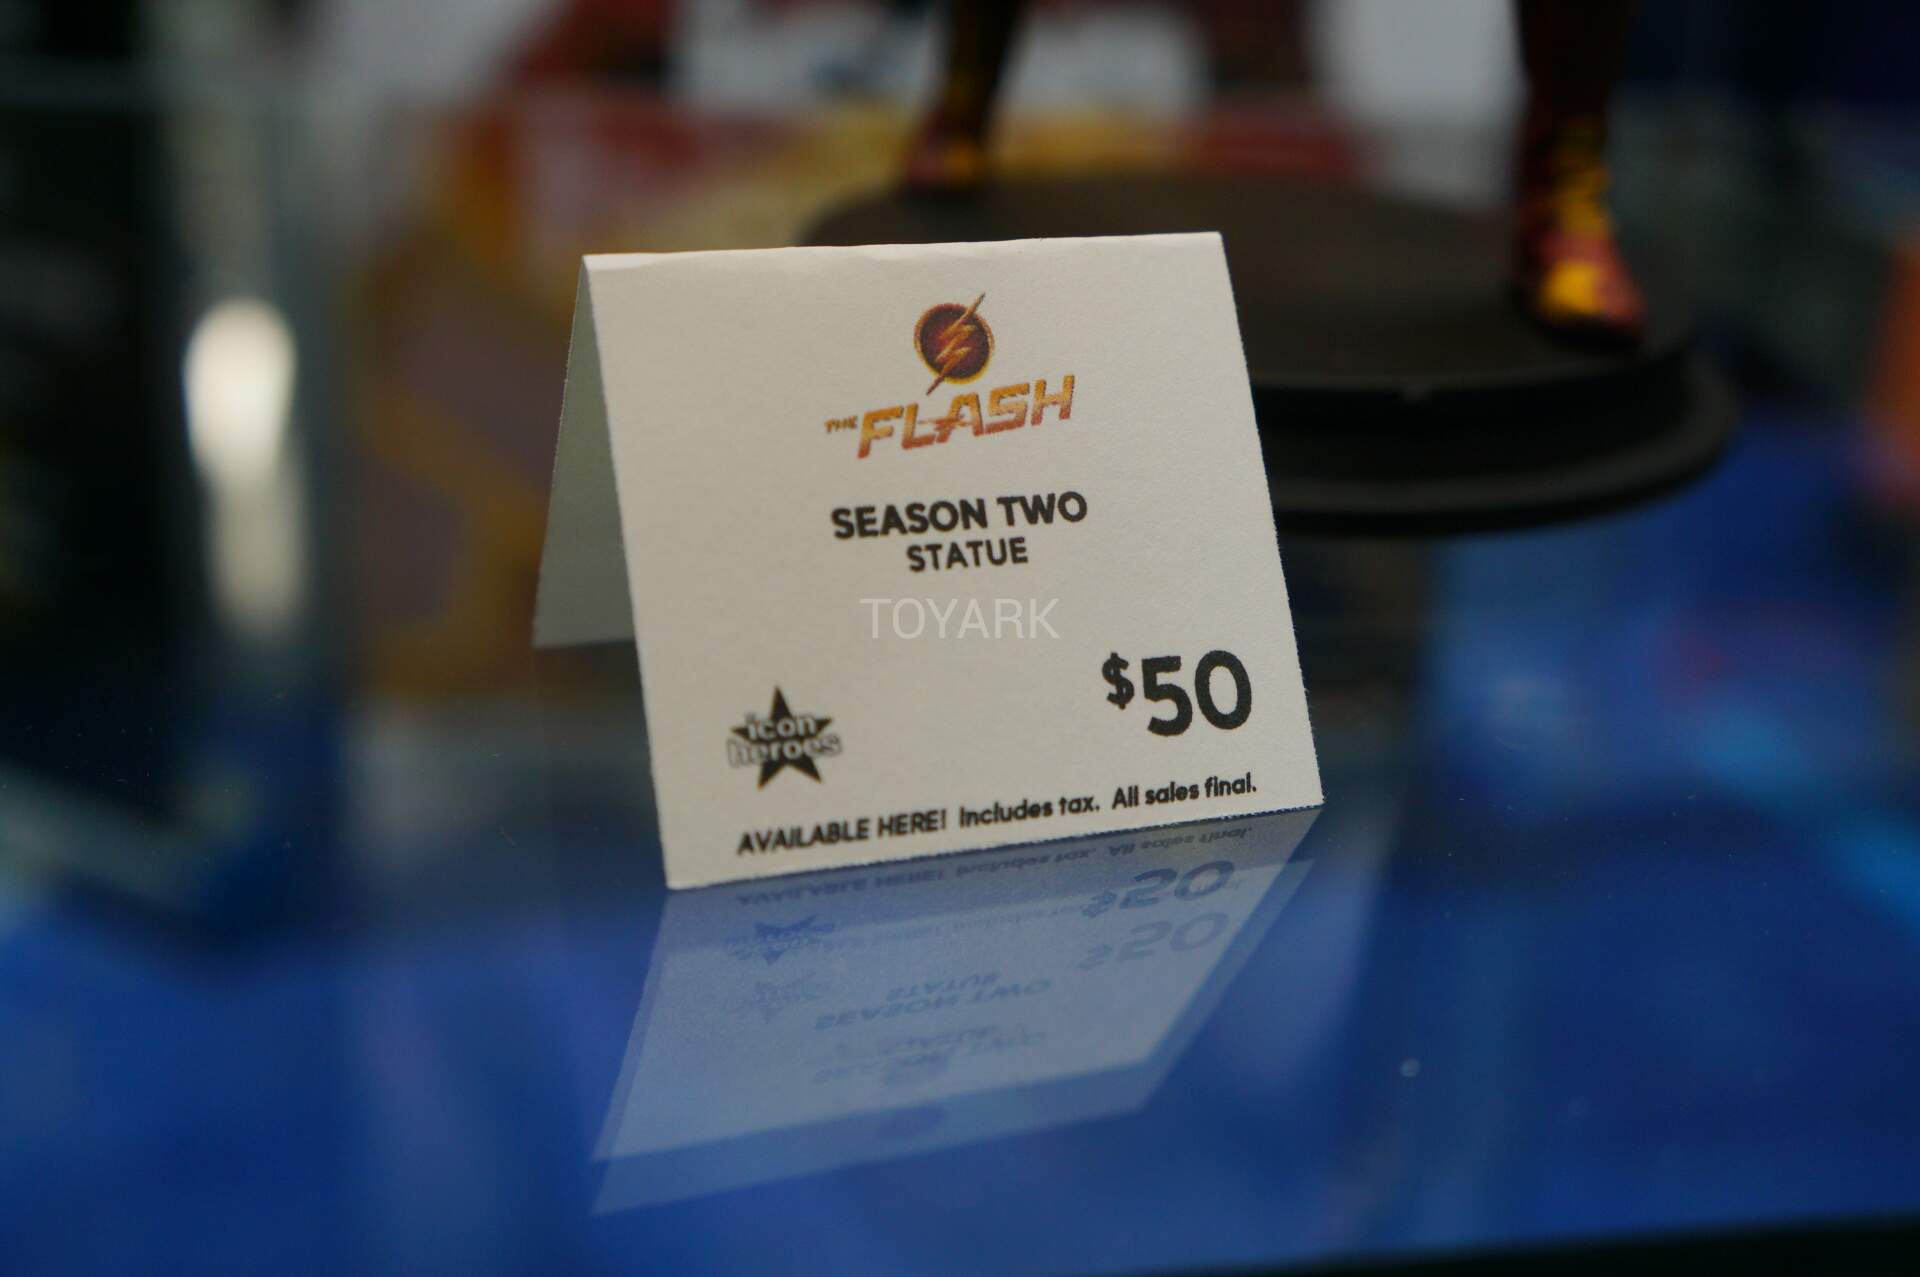 THE FLASH
SEASON TWO
STATUE
TOYARK
$50
icon
heroes
AVAILABLE HERE! Includes tax. All sales final.